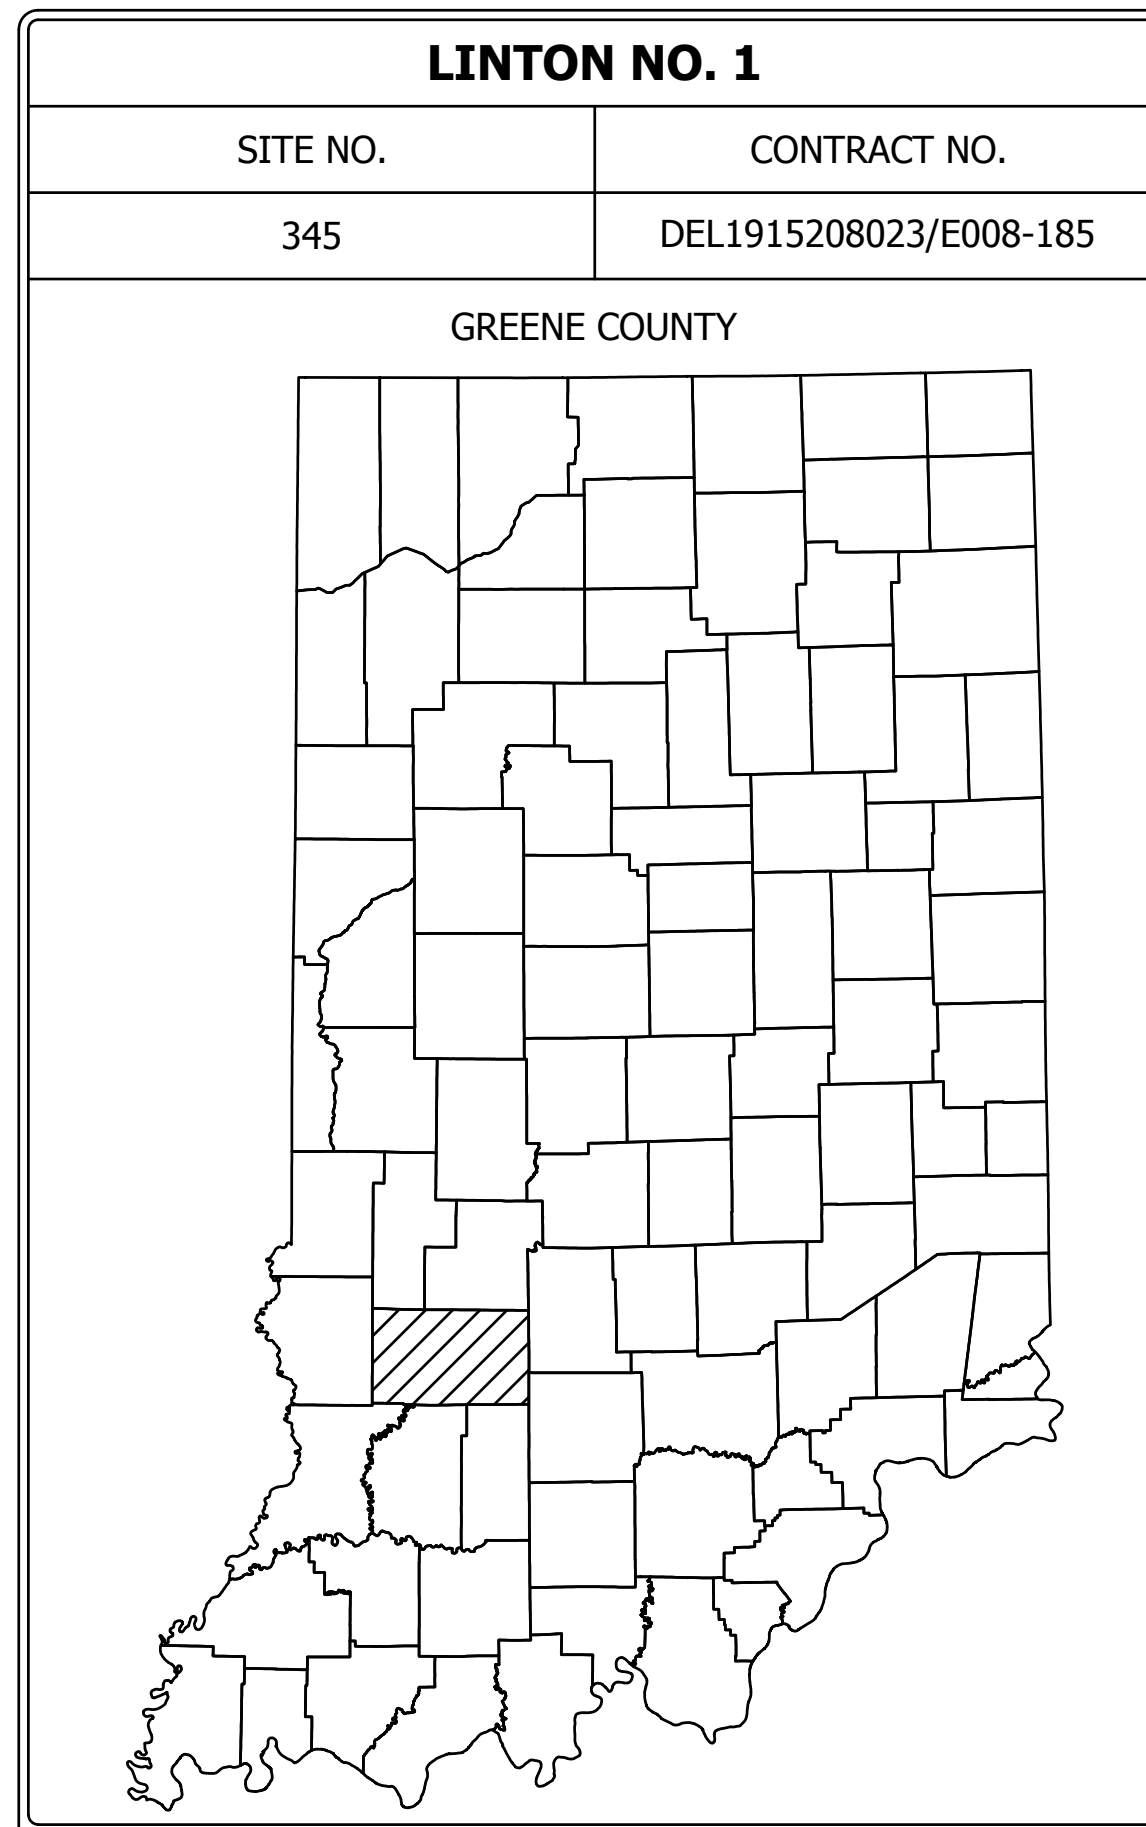 LINTON NO. 1
SITE NO. CONTRACT NO.
345 DEL1915208023/E008-185
GREENE COUNTY